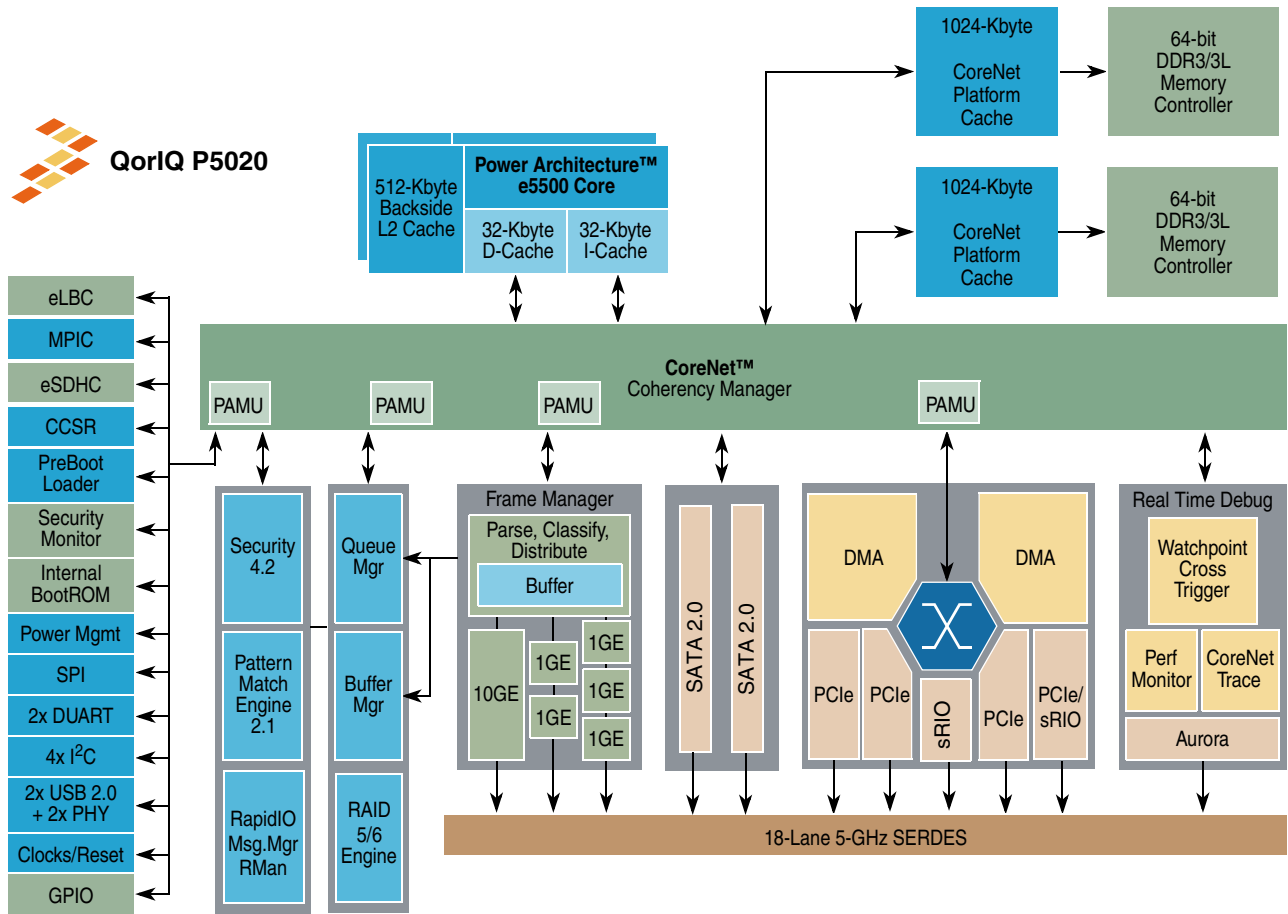 QorIQ P5020
512-Kbyte
Backside
L2 Cache
Power Architecture™
e5500 Core
32-Kbyte
D-Cache
32-Kbyte
I-Cache
1024-Kbyte
CoreNet
Platform
Cache
64-bit
DDR3/3L
Memory
Controller
1024-Kbyte
CoreNet
Platform
Cache
64-bit
DDR3/3L
Memory
Controller
eLBC
MPIC
eSDHC
CCSR
PreBoot
Loader
Security
Monitor
Internal
BootROM
Power Mgmt
SPI
2x DUART
4x I²C
2x USB 2.0
+ 2x PHY
Clocks/Reset
GPIO
CoreNet™
Coherency Manager
PAMU
PAMU
PAMU
PAMU
Security
4.2
Pattern
Match
Engine
2.1
RapidIO
Msg.Mgr
RMan
Queue
Mgr
Buffer
Mgr
RAID
5/6
Engine
Frame Manager
Parse, Classify,
Distribute
Buffer
10GE
1GE
1GE
1GE
1GE
1GE
SATA 2.0
SATA 2.0
DMA
DMA
PCIe
PCIe
sRIO
PCIe
PCIe/
sRIO
Real Time Debug
Watchpoint
Cross
Trigger
Perf
Monitor
CoreNet
Trace
Aurora
18-Lane 5-GHz SERDES